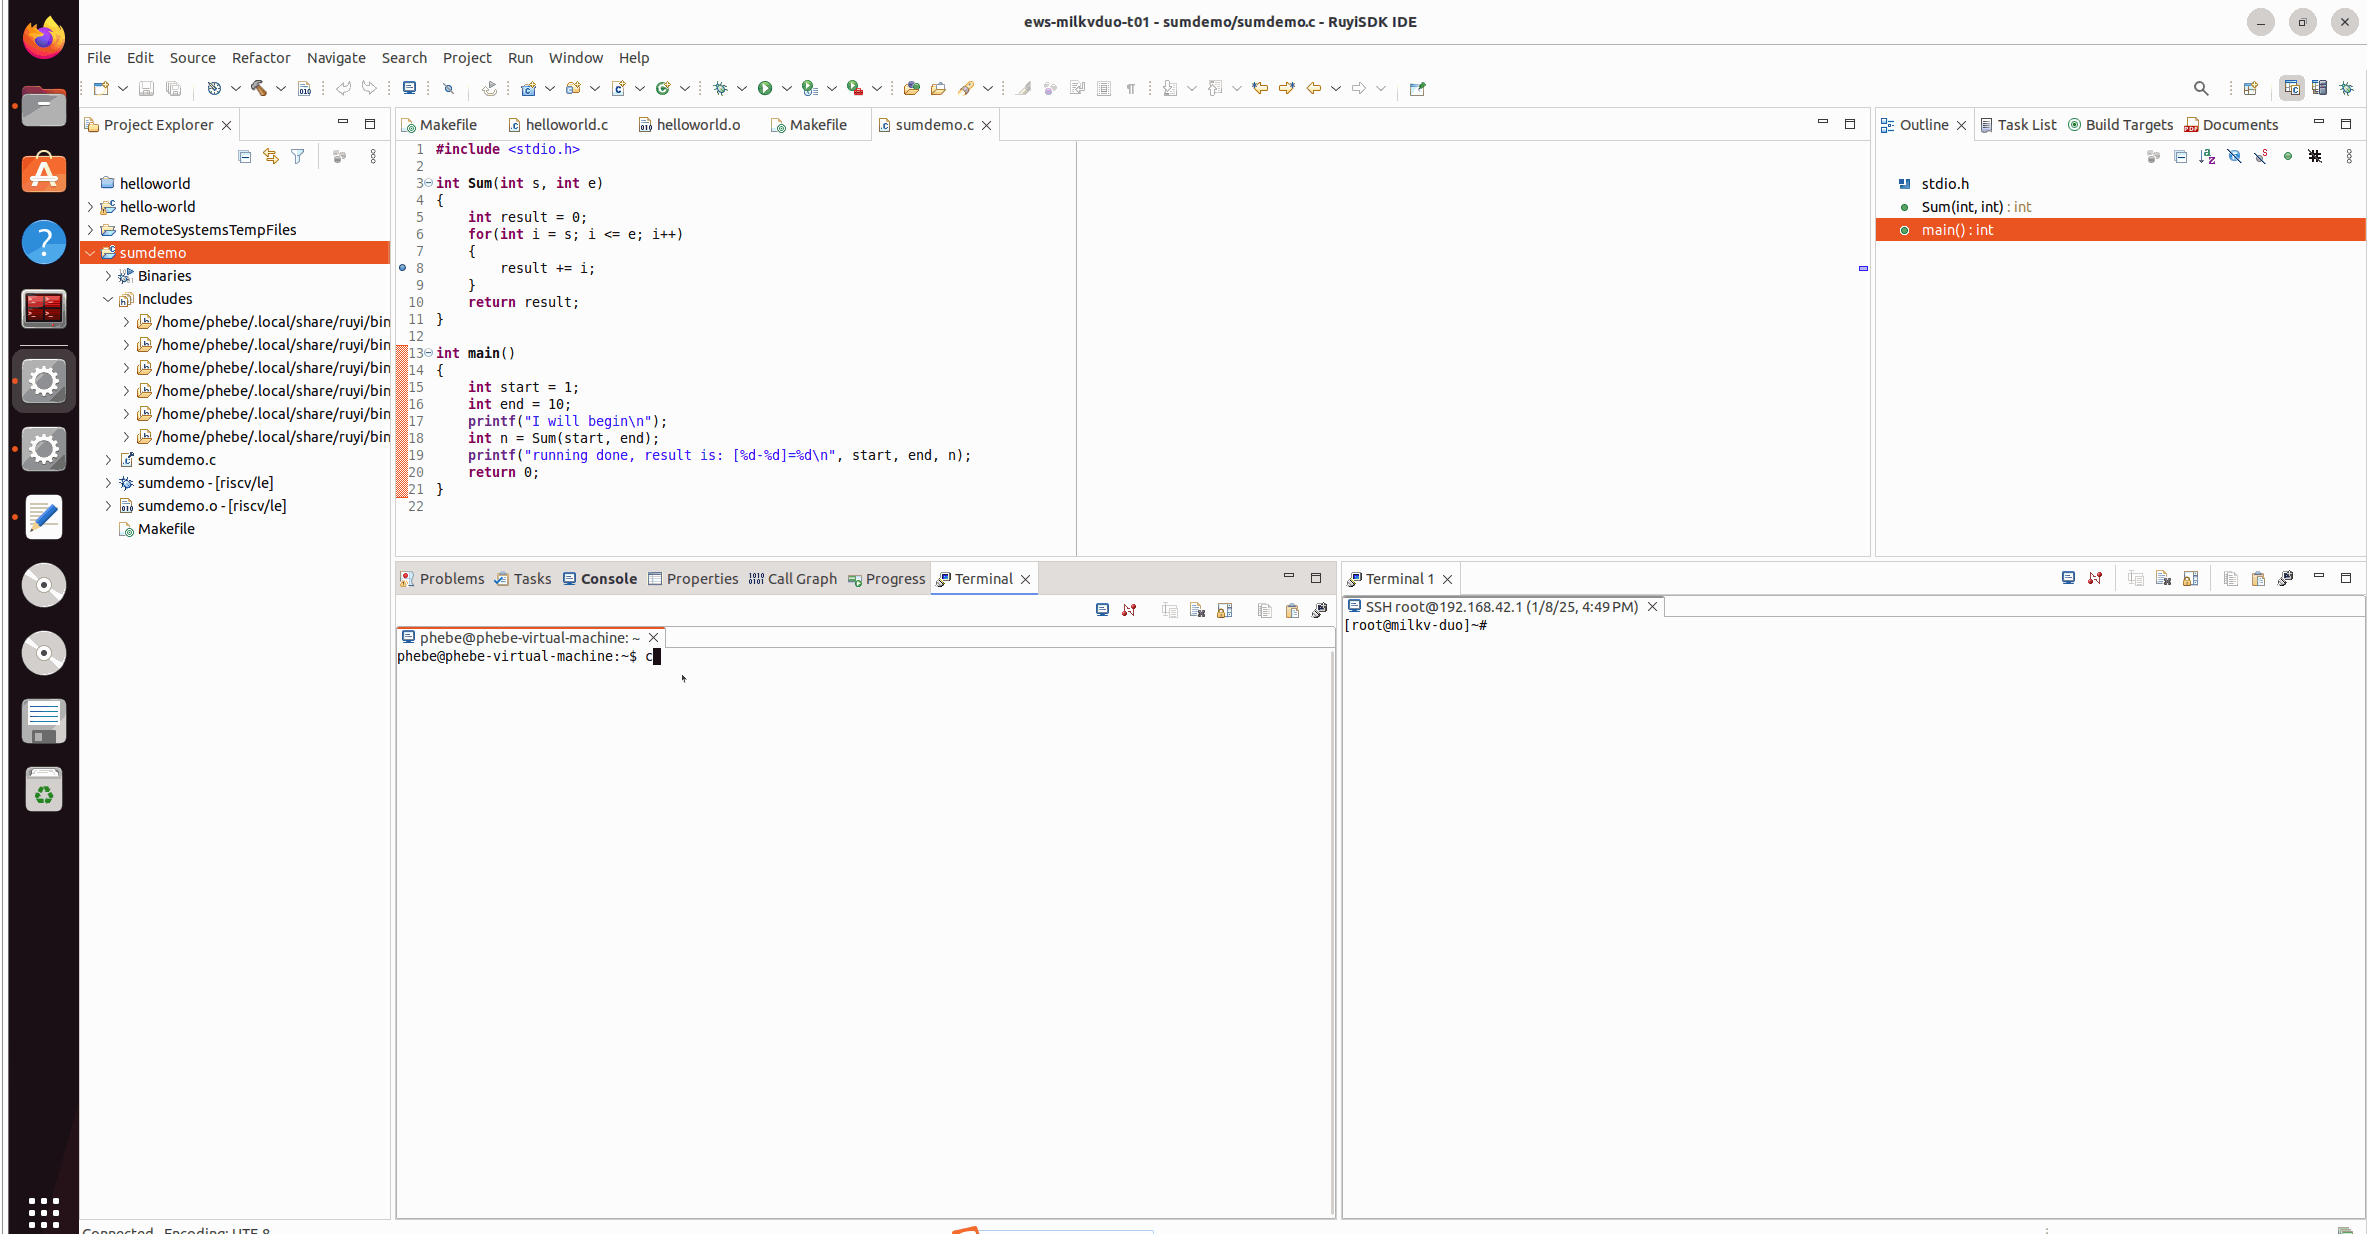 ews-milkvduo-t01 - sumdemo/sumdemo.c - RuyiSDK IDE
File Edit Source Refactor Navigate Search Project Run Window Help
Project Explorer
helloworld
hello-world
RemoteSystemsTempFiles
sumdemo
Binaries
Includes
/home/phebe/.local/share/ruyi/bin
/home/phebe/.local/share/ruyi/bin
/home/phebe/.local/share/ruyi/bin
/home/phebe/.local/share/ruyi/bin
/home/phebe/.local/share/ruyi/bin
/home/phebe/.local/share/ruyi/bin
sumdemo.c
sumdemo - [riscv/le]
sumdemo.o - [riscv/le]
Makefile
Makefile helloworld.c helloworld.o Makefile sumdemo.c
1 #include <stdio.h>
2
3 int Sum(int s, int e)
4 {
5 int result = 0;
6 for(int i = s; i <= e; i++)
7 {
8 result += i;
9 }
10 return result;
11 }
12
13 int main()
14 {
15 int start = 1;
16 int end = 10;
17 printf("I will begin\n");
18 int n = Sum(start, end);
19 printf("running done, result is: [%d-%d]=%d\n", start, end, n);
20 return 0;
21 }
22
Outline Task List Build Targets Documents
stdio.h
Sum(int, int) : int
main() : int
Problems Tasks Console Properties Call Graph Progress Terminal
phebe@phebe-virtual-machine: ~
phebe@phebe-virtual-machine:~$ c
Terminal 1
SSH root@192.168.42.1 (1/8/25, 4:49 PM)
[root@milkv-duo]~#
Connected - Encoding: UTF-8